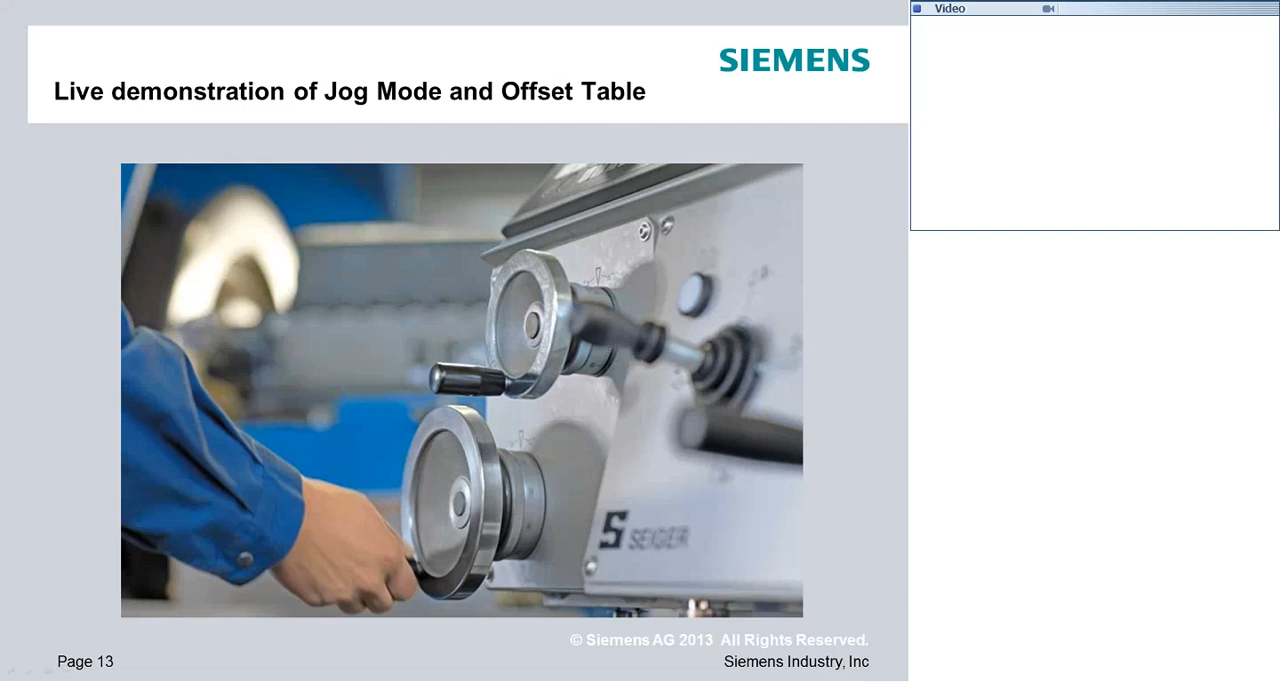 Video
SIEMENS
Live demonstration of Jog Mode and Offset Table
S SEIGER
© Siemens AG 2013 All Rights Reserved.
Page 13
Siemens Industry, Inc